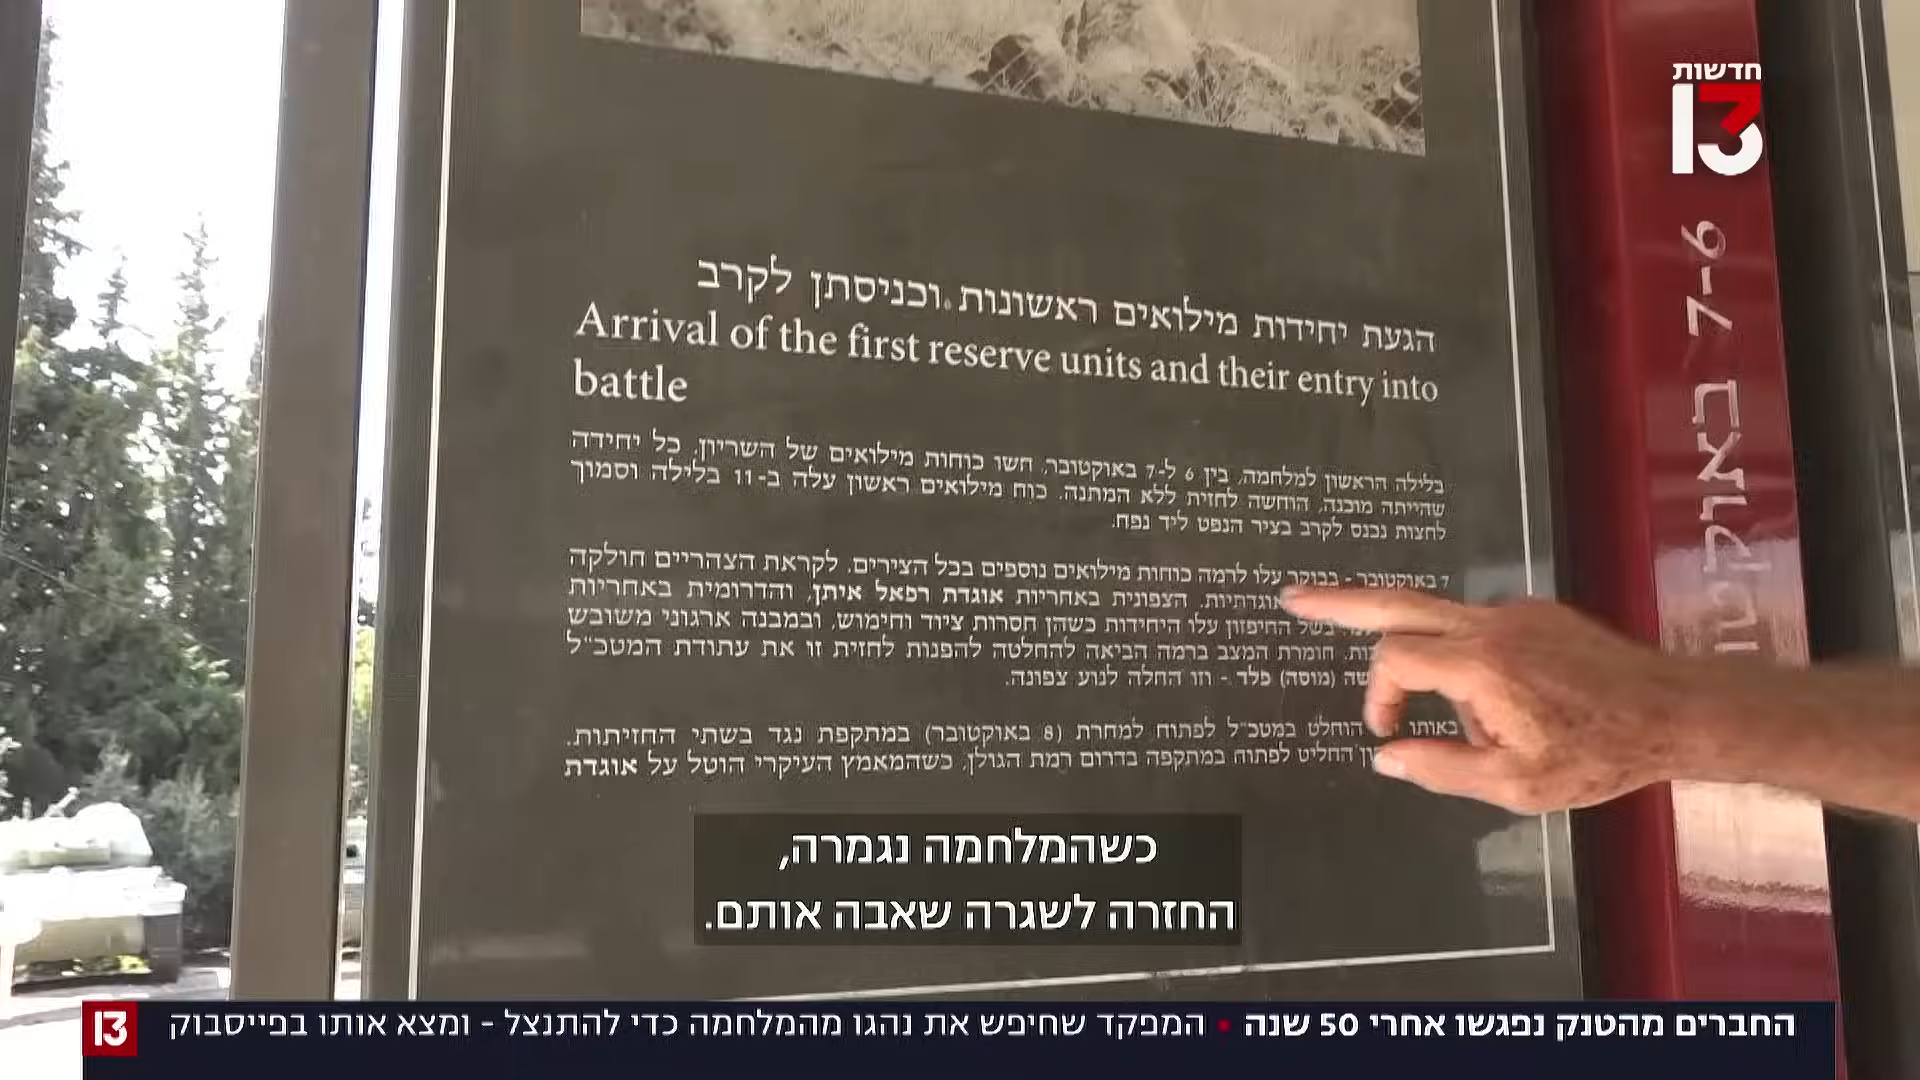 חדשות
13
6-7 באוקטובר
הגעת יחידות מילואים ראשונות וכניסתן לקרב
Arrival of the first reserve units and their entry into
battle
בלילה הראשון למלחמה, בין 6 ל-7 באוקטובר, חשו כוחות מילואים של השריון. כל יחידה
שהייתה מוכנה, הוחשה לחזית ללא המתנה. כוח מילואים ראשון עלה ב-11 בלילה וסמוך
לחצות נכנס לקרב בציר הנפט ליד נפח.
7 באוקטובר - בבוקר עלו לרמה כוחות מילואים נוספים בכל הצירים. לקראת הצהריים חולקה
אוגדתיות. הצפונית באחריות אוגדת רפאל איתן, והדרומית באחריות
בשל החיפזון עלו היחידות כשהן חסרות ציוד וחימוש, ובמבנה ארגוני משובש
חומרת המצב ברמה הביאה להחלטה להפנות לחזית זו את עתודת המטכ"ל
(מוסה) פלד - וזו החלה לנוע צפונה.
באותו הוחלט במטכ"ל לפתוח למחרת (8 באוקטובר) במתקפת נגד בשתי החזיתות.
החליט לפתוח במתקפה בדרום רמת הגולן, כשהמאמץ העיקרי הוטל על אוגדת
כשהמלחמה נגמרה,
החזרה לשגרה שאבה אותם.
החברים מהטנק נפגשו אחרי 50 שנה • המפקד שחיפש את נהגו מהמלחמה כדי להתנצל - ומצא אותו בפייסבוק
13